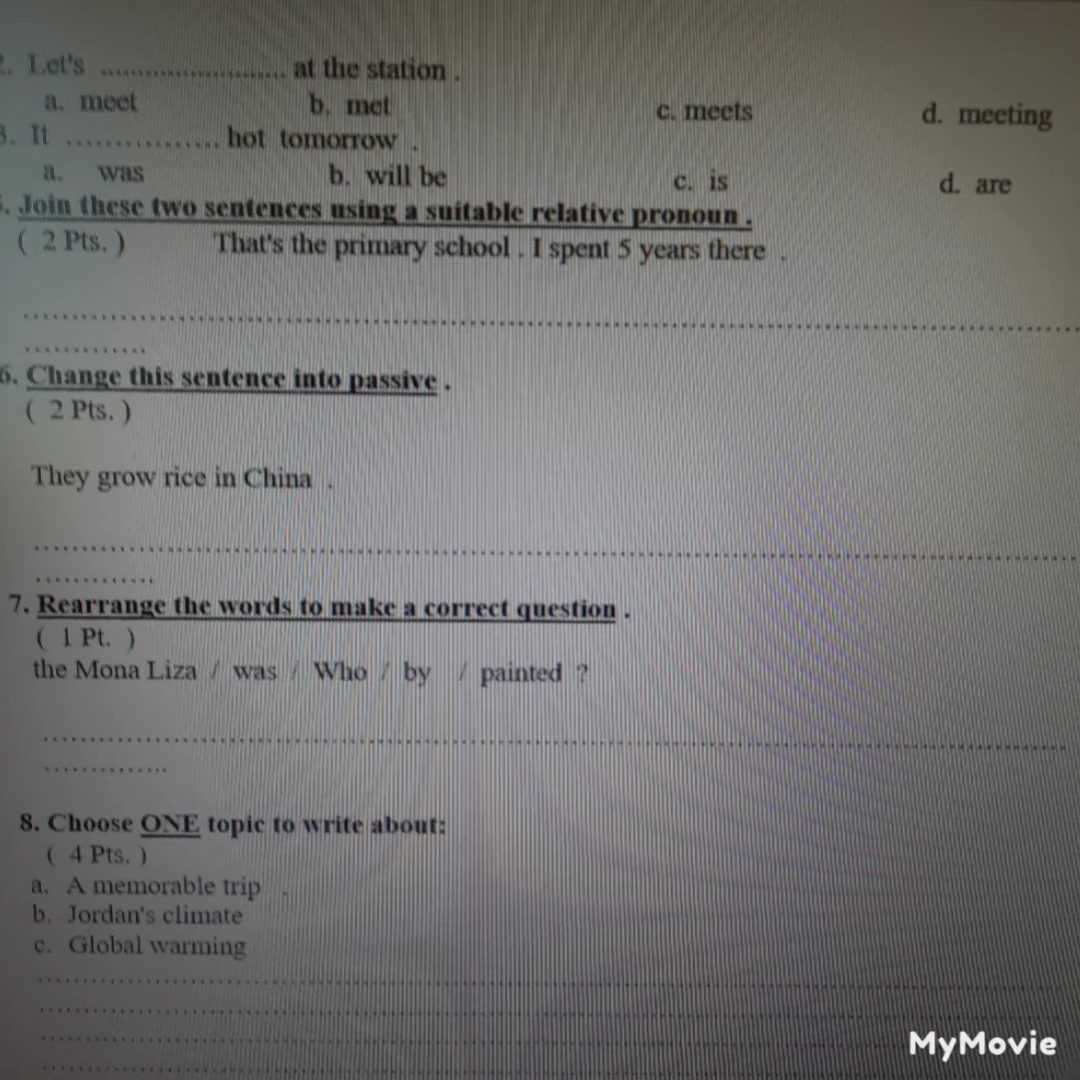 2. Let's ........................... at the station .
a. meet b. met c. meets d. meeting
3. It ................ hot tomorrow .
a. was b. will be c. is d. are
5. Join these two sentences using a suitable relative pronoun .
( 2 Pts. ) That's the primary school . I spent 5 years there .
6. Change this sentence into passive .
( 2 Pts. )
They grow rice in China .
7. Rearrange the words to make a correct question .
( 1 Pt. )
the Mona Liza / was / Who / by / painted ?
8. Choose ONE topic to write about:
( 4 Pts. )
a. A memorable trip .
b. Jordan's climate
c. Global warming
MyMovie